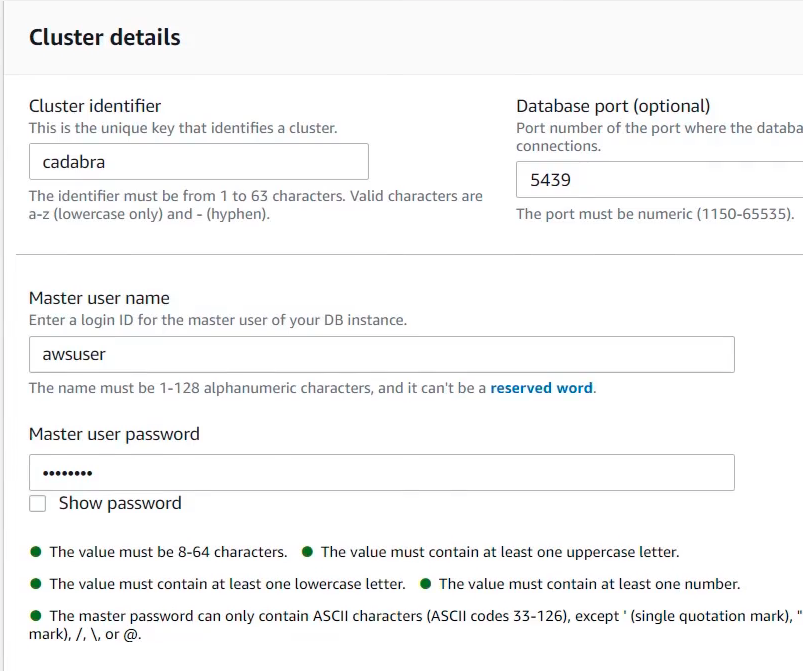 Cluster details
Cluster identifier
This is the unique key that identifies a cluster.
cadabra
The identifier must be from 1 to 63 characters. Valid characters are
a-z (lowercase only) and - (hyphen).
Database port (optional)
Port number of the port where the databa
connections.
5439
The port must be numeric (1150-65535).
Master user name
Enter a login ID for the master user of your DB instance.
awsuser
The name must be 1-128 alphanumeric characters, and it can't be a reserved word.
Master user password
••••••••
Show password
● The value must be 8-64 characters. ● The value must contain at least one uppercase letter.
● The value must contain at least one lowercase letter. ● The value must contain at least one number.
● The master password can only contain ASCII characters (ASCII codes 33-126), except ' (single quotation mark), "
mark), /, \, or @.